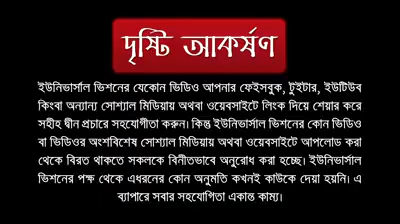 দৃষ্টি আকর্ষণ
ইউনিভার্সাল ভিশনের যেকোন ভিডিও আপনার ফেইসবুক, টুইটার, ইউটিউব
কিংবা অন্যান্য সোশ্যাল মিডিয়ায় অথবা ওয়েবসাইটে লিংক দিয়ে শেয়ার করে
সহীহ দ্বীন প্রচারে সহযোগীতা করুন। কিন্তু ইউনিভার্সাল ভিশনের কোন ভিডিও
বা ভিডিওর অংশবিশেষ সোশ্যাল মিডিয়ায় অথবা ওয়েবসাইটে আপলোড করা
থেকে বিরত থাকতে সকলকে বিনীতভাবে অনুরোধ করা হচ্ছে। ইউনিভার্সাল
ভিশনের পক্ষ থেকে এধরনের কোন অনুমতি কখনই কাউকে দেয়া হয়নি। এ
ব্যাপারে সবার সহযোগিতা একান্ত কাম্য।